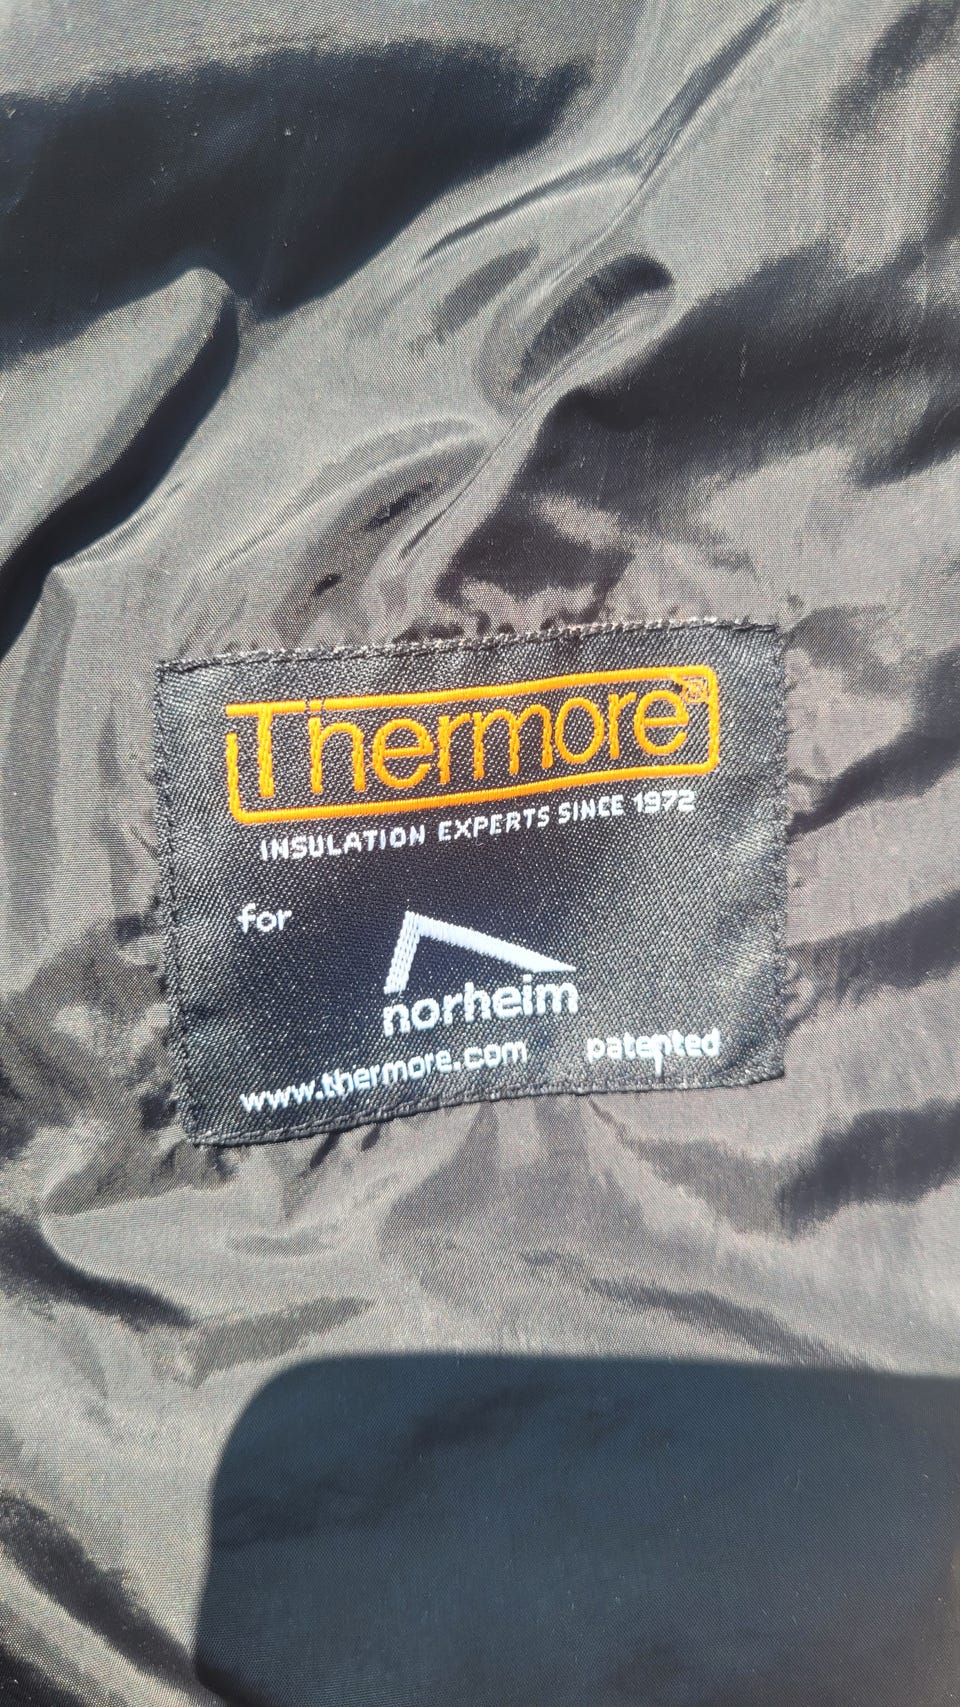 Thermore®
INSULATION EXPERTS SINCE 1972
for
norheim
www.thermore.com patented